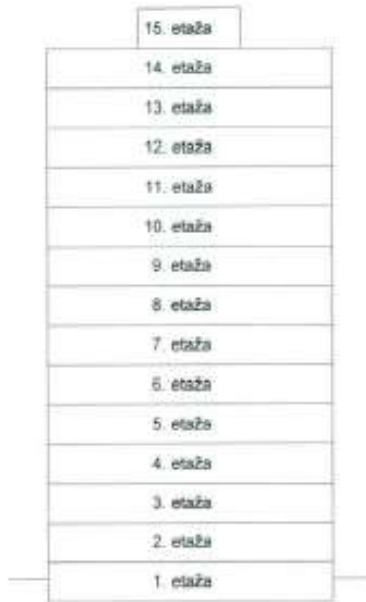 15. etaža
14. etaža
13. etaža
12. etaža
11. etaža
10. etaža
9. etaža
8. etaža
7. etaža
6. etaža
5. etaža
4. etaža
3. etaža
2. etaža
1. etaža